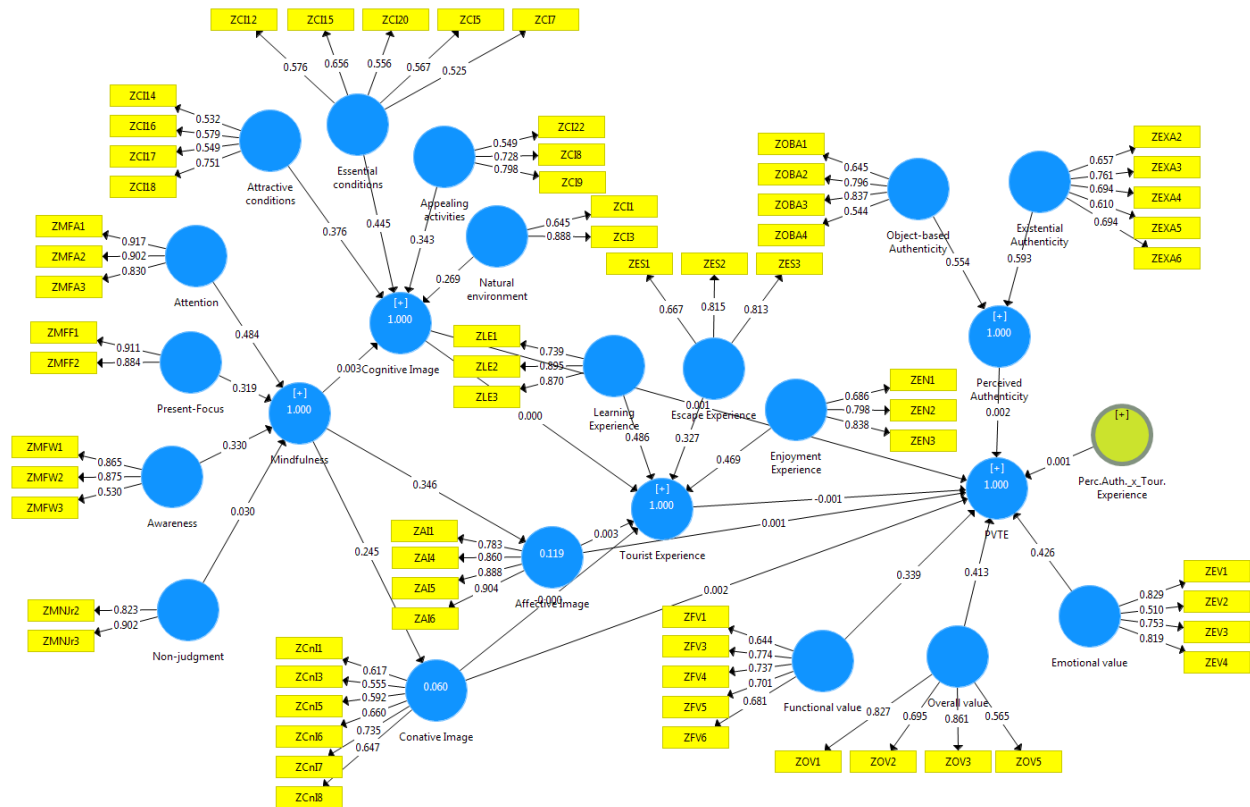 ZCI12
ZCI15
ZCI20
ZCI5
ZCI7
0.576
0.656
0.556
0.567
0.525
Essential
conditions
0.445
ZCI14
ZCI16
ZCI17
ZCI18
0.532
0.579
0.549
0.751
Attractive
conditions
0.376
ZCI22
ZCI8
ZCI9
0.549
0.728
0.798
Appealing
activities
0.343
ZCI1
ZCI3
0.645
0.888
Natural
environment
0.269
[+]
1.000
Cognitive Image
0.003
0.000
0.001
ZMFA1
ZMFA2
ZMFA3
0.917
0.902
0.830
Attention
0.484
ZMFF1
ZMFF2
0.911
0.884
Present-Focus
0.319
ZMFW1
ZMFW2
ZMFW3
0.865
0.875
0.530
Awareness
0.330
ZMNJr2
ZMNJr3
0.823
0.902
Non-judgment
0.030
[+]
1.000
Mindfulness
0.346
0.245
ZES1
ZES2
ZES3
0.667
0.815
0.813
Escape Experience
0.327
ZLE1
ZLE2
ZLE3
0.739
0.895
0.870
Learning
Experience
0.486
ZEN1
ZEN2
ZEN3
0.686
0.798
0.838
Enjoyment
Experience
0.469
[+]
1.000
Tourist Experience
-0.001
ZAI1
ZAI4
ZAI5
ZAI6
0.783
0.860
0.888
0.904
0.119
Affective Image
0.003
0.001
-0.000
ZCnI1
ZCnI3
ZCnI5
ZCnI6
ZCnI7
ZCnI8
0.617
0.555
0.592
0.660
0.735
0.647
0.060
Conative Image
0.002
ZOBA1
ZOBA2
ZOBA3
ZOBA4
0.645
0.796
0.837
0.544
Object-based
Authenticity
0.554
ZEXA2
ZEXA3
ZEXA4
ZEXA5
ZEXA6
0.657
0.761
0.694
0.610
0.694
Existential
Authenticity
0.593
[+]
1.000
Perceived
Authenticity
0.002
[+]
Perc.Auth._x_Tour.
Experience
0.001
[+]
1.000
PVTE
0.339
0.413
0.426
ZFV1
ZFV3
ZFV4
ZFV5
ZFV6
0.644
0.774
0.737
0.701
0.681
Functional value
Overall value
0.827
0.695
0.861
0.565
ZOV1
ZOV2
ZOV3
ZOV5
Emotional value
0.829
0.510
0.753
0.819
ZEV1
ZEV2
ZEV3
ZEV4